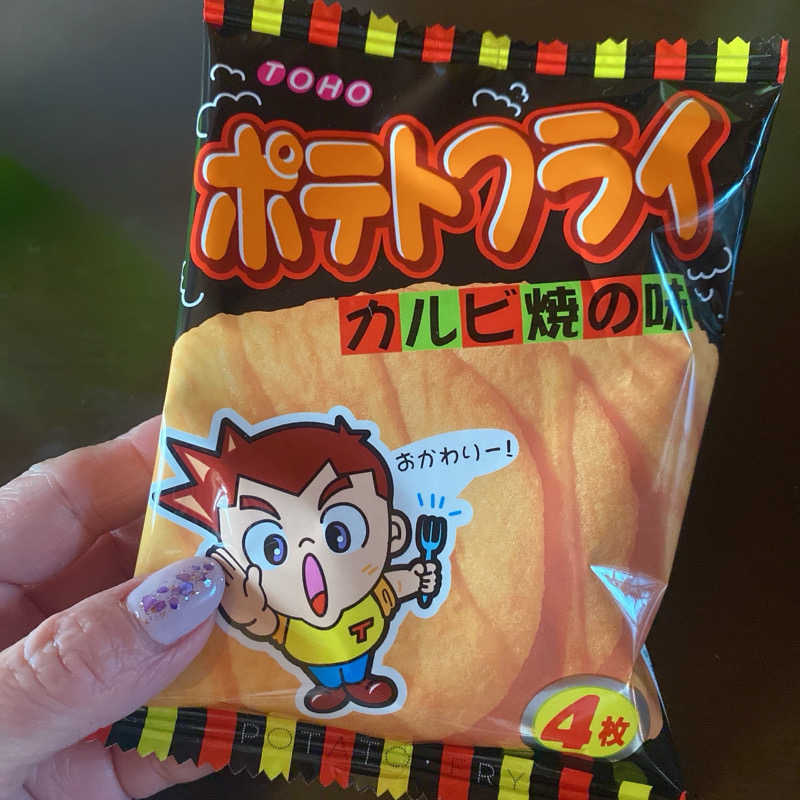 TOHO
ポテトフライ
カルビ焼の味
おかわりー!
T
4枚
POTATO・FRY